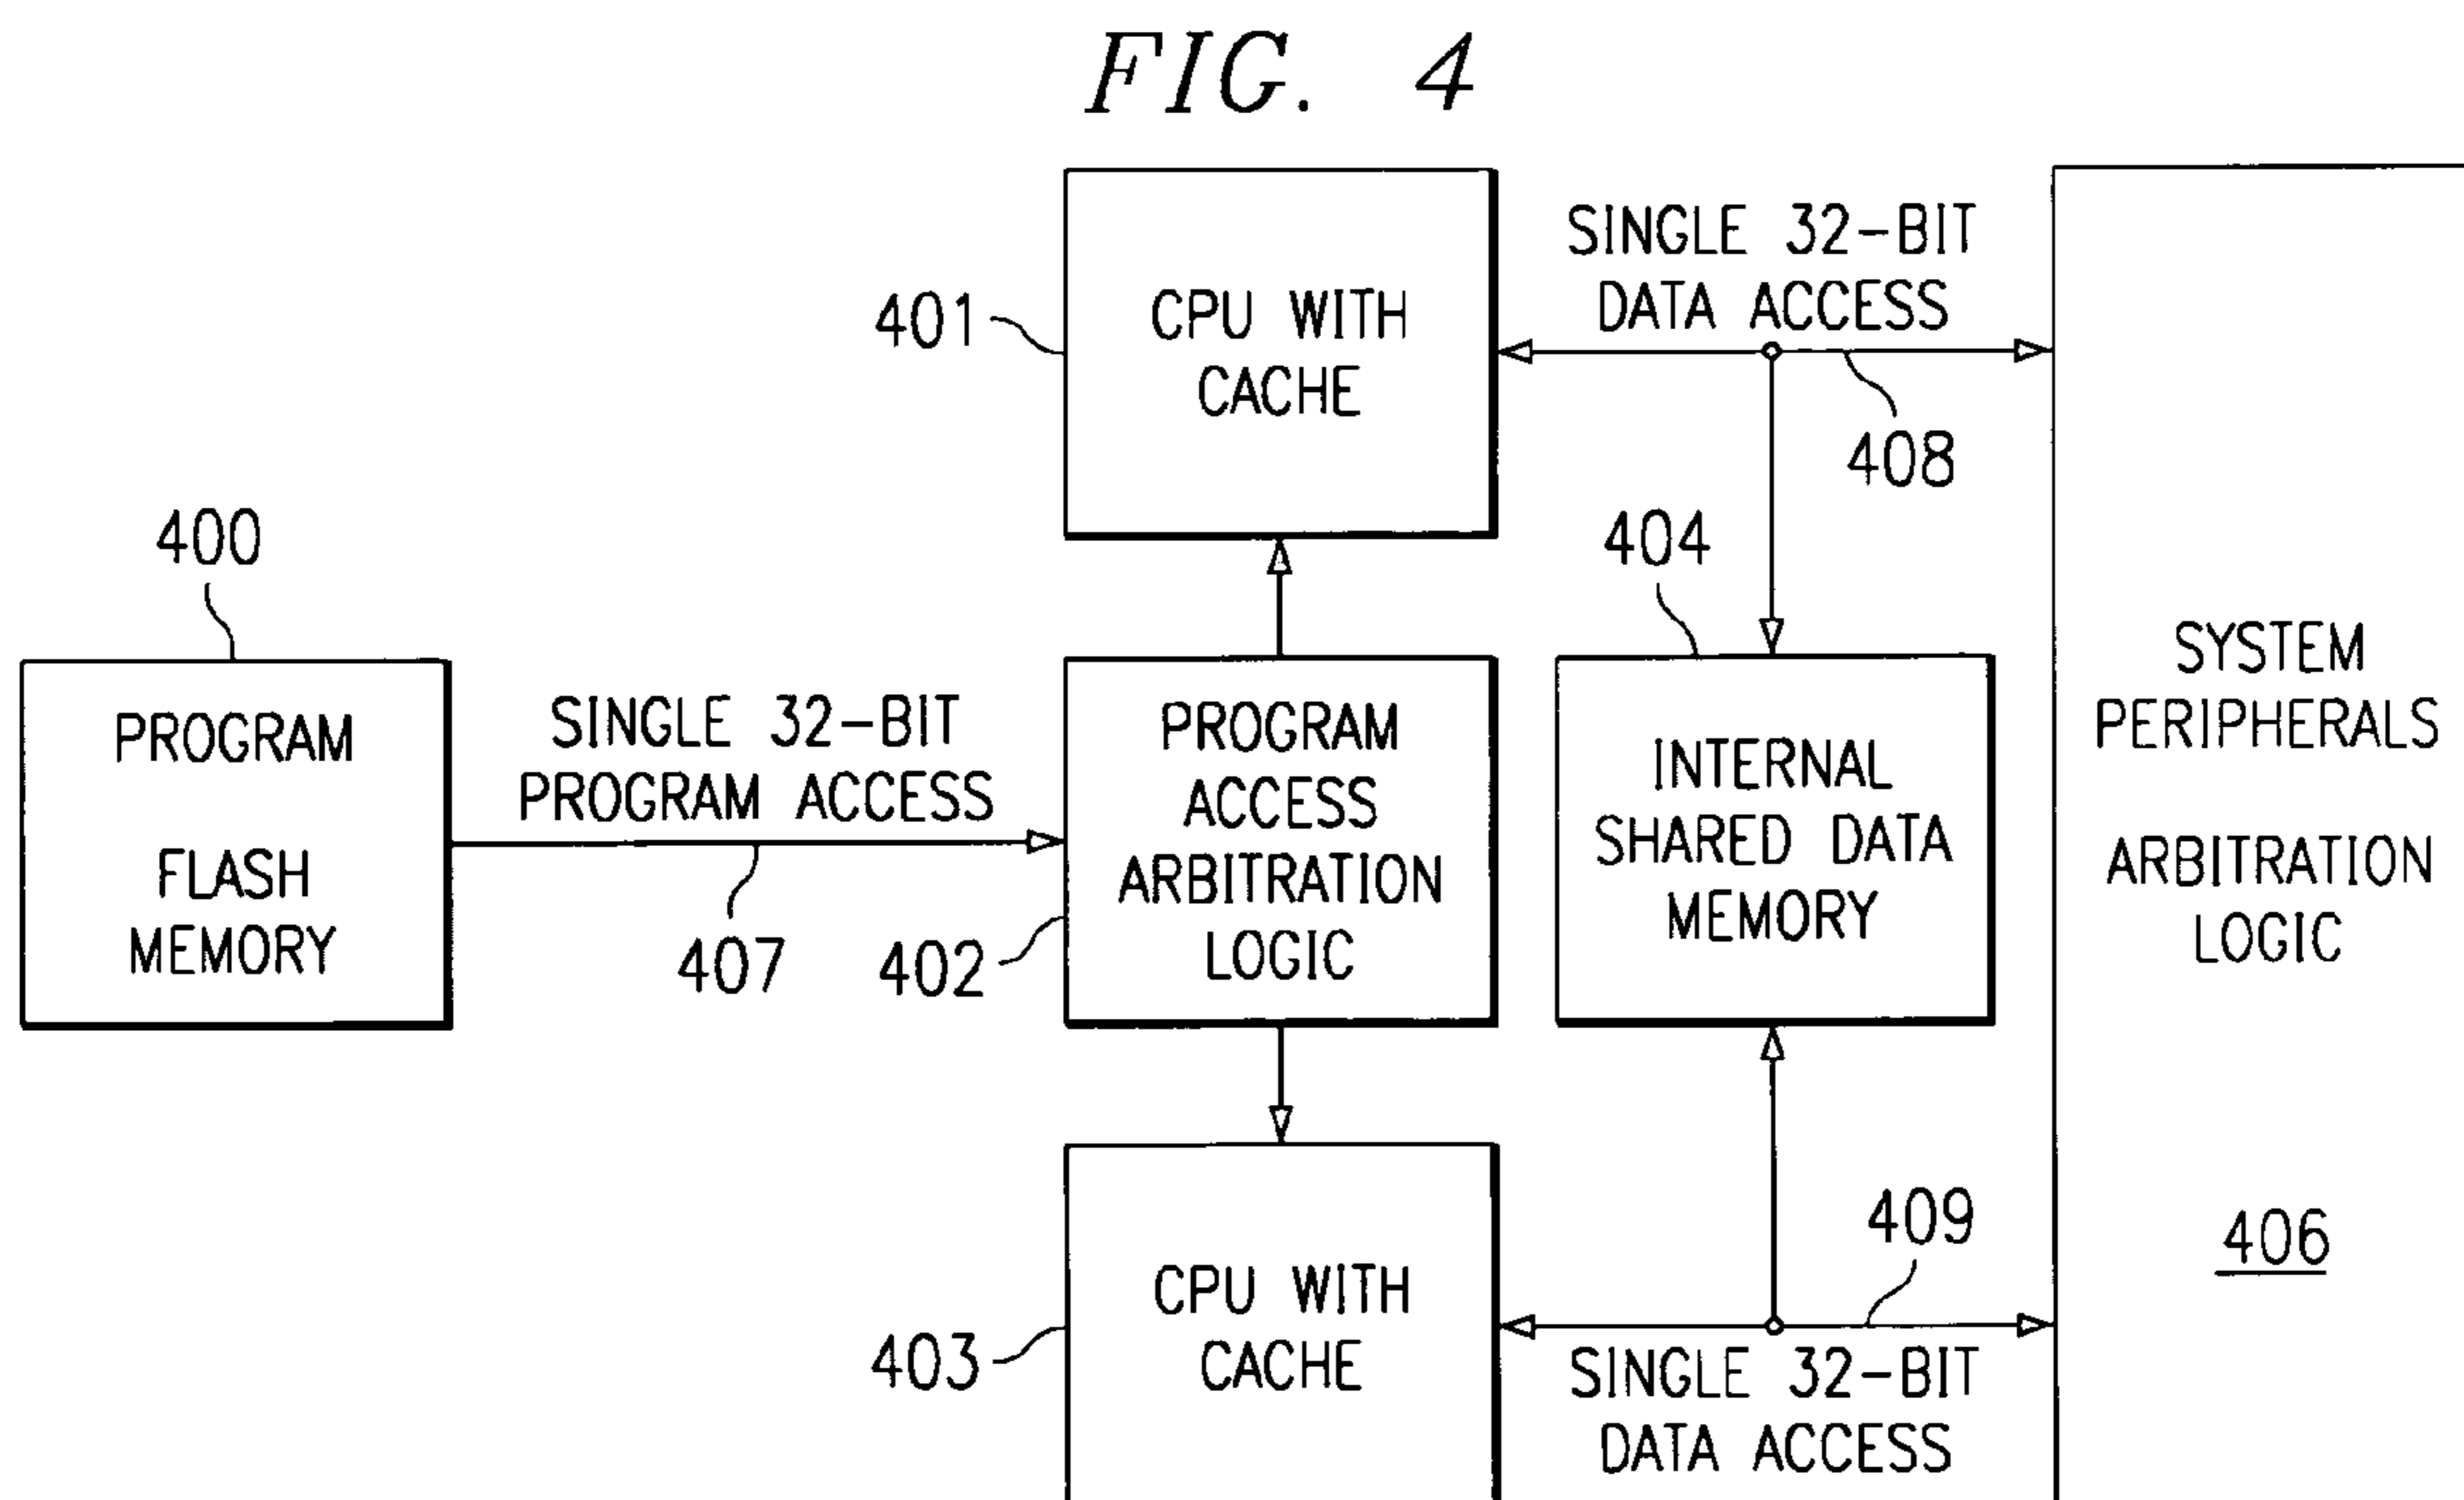 FIG. 4
401
CPU WITH
CACHE
SINGLE 32-BIT
DATA ACCESS
408
400
PROGRAM
FLASH
MEMORY
SINGLE 32-BIT
PROGRAM ACCESS
407
402
PROGRAM
ACCESS
ARBITRATION
LOGIC
404
INTERNAL
SHARED DATA
MEMORY
SYSTEM
PERIPHERALS
ARBITRATION
LOGIC
406
403
CPU WITH
CACHE
409
SINGLE 32-BIT
DATA ACCESS